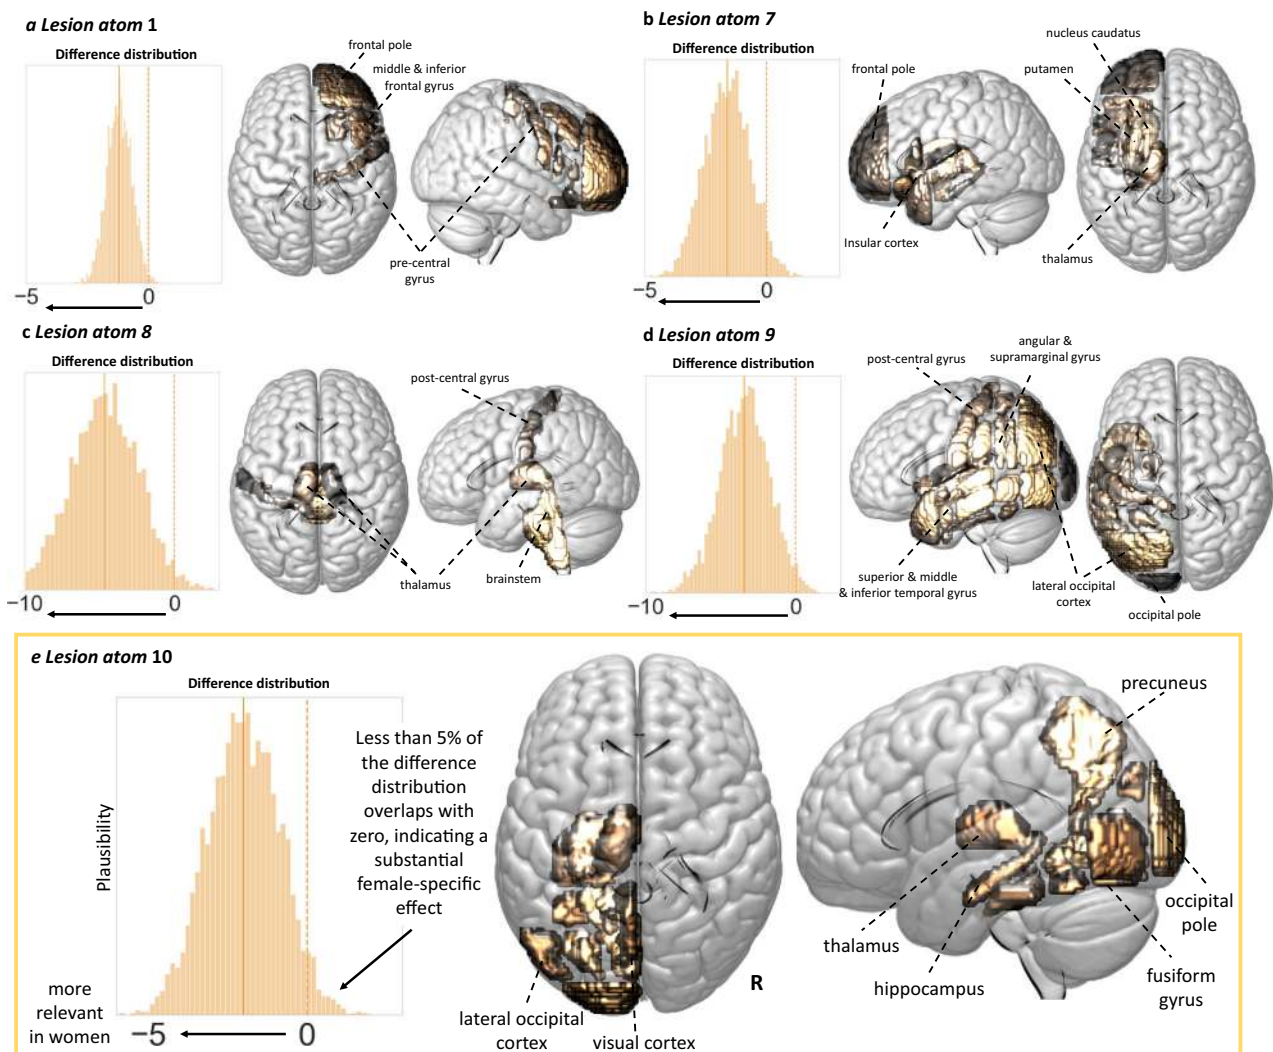 a Lesion atom 1
Difference distribution
frontal pole
middle & inferior
frontal gyrus
pre-central
gyrus
−5
0
b Lesion atom 7
Difference distribution
nucleus caudatus
frontal pole
putamen
Insular cortex
thalamus
−5
0
c Lesion atom 8
Difference distribution
post-central gyrus
thalamus
brainstem
−10
0
d Lesion atom 9
Difference distribution
angular &
supramarginal gyrus
post-central gyrus
superior & middle
& inferior temporal gyrus
lateral occipital
cortex
occipital pole
−10
0
e Lesion atom 10
Difference distribution
Plausibility
Less than 5% of
the difference
distribution
overlaps with
zero, indicating a
substantial
female-specific
effect
more
relevant
in women
−5
0
lateral occipital
cortex
visual cortex
R
precuneus
thalamus
hippocampus
occipital
pole
fusiform
gyrus